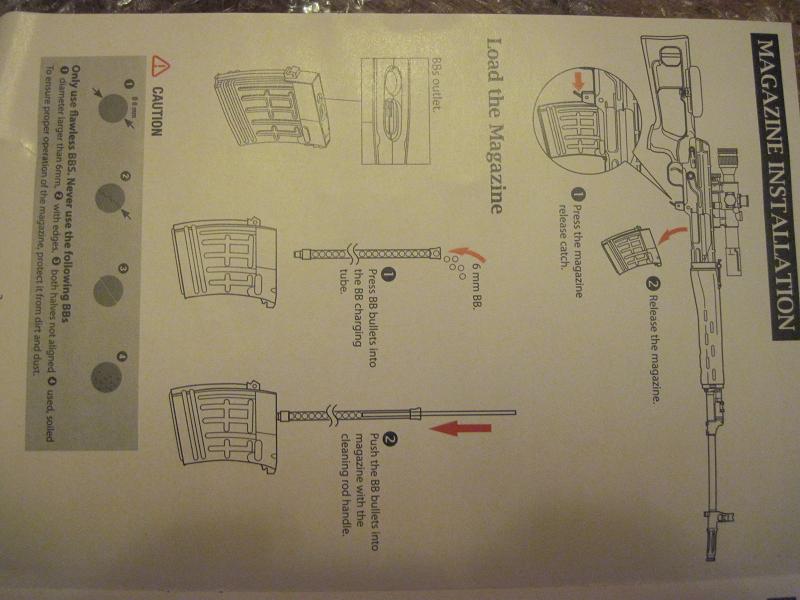 MAGAZINE INSTALLATION
2 Release the magazine.
1 Press the magazine
release catch.
Load the Magazine
BBs outlet.
6 mm BB.
1
Press BB bullets into
the BB charging
tube.
2
Push the BB bullets into
magazine with the
cleaning rod handle.
CAUTION
1
2
3
4
Only use flawless BBS. Never use the following BBs
1 diameter larger than 6mm, 2 with edges, 3 both halves not aligned 4 used, soiled
To ensure proper operation of the magazine, protect it from dirt and dust.